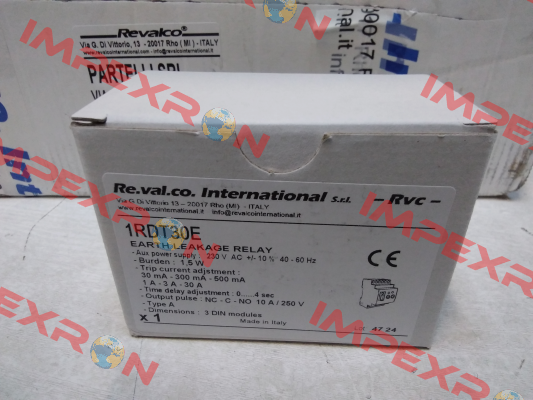 Revalco
Via G. Di Vittorio, 13 - 20017 Rho ( MI ) - ITALY
PARTELLI SRL
Re.val.co. International S.r.l. - Rvc -
Via G. Di Vittorio 13 – 20017 Rho (MI) - ITALY
www.revalcointernational.it info@revalcointernational.it
1RDT30E
EARTH LEAKAGE RELAY
- Aux power supply : 230 V AC +/- 10 % 40 - 60 Hz
- Burden : 1,5 W
- Trip current adjustment :
30 mA - 300 mA - 500 mA
1 A - 3 A - 30 A
- Time delay adjustment : 0.....4 sec
- Output pulse : NC - C - NO 10 A / 250 V
- Type A
- Dimensions : 3 DIN modules
x 1
Made in Italy
CE
47 24
IMPEXRON
IMPEXRON
IMPEXRON
IMPEXRON